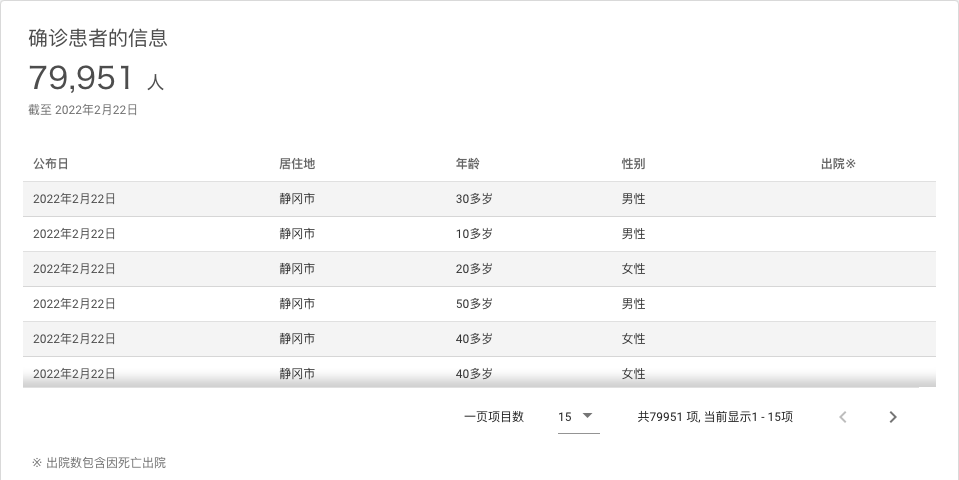 确诊患者的信息
79,951 人
截至 2022年2月22日
公布日 居住地 年龄 性别 出院※
2022年2月22日 静冈市 30多岁 男性
2022年2月22日 静冈市 10多岁 男性
2022年2月22日 静冈市 20多岁 女性
2022年2月22日 静冈市 50多岁 男性
2022年2月22日 静冈市 40多岁 女性
2022年2月22日 静冈市 40多岁 女性
一页项目数 15 共79951 项, 当前显示1 - 15项
※ 出院数包含因死亡出院